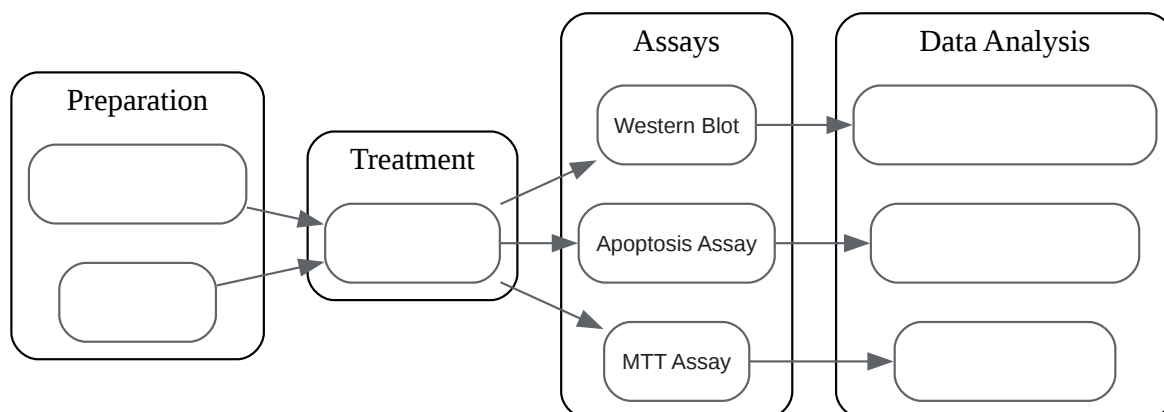 Preparation
Treatment
Assays
Western Blot
Apoptosis Assay
MTT Assay
Data Analysis